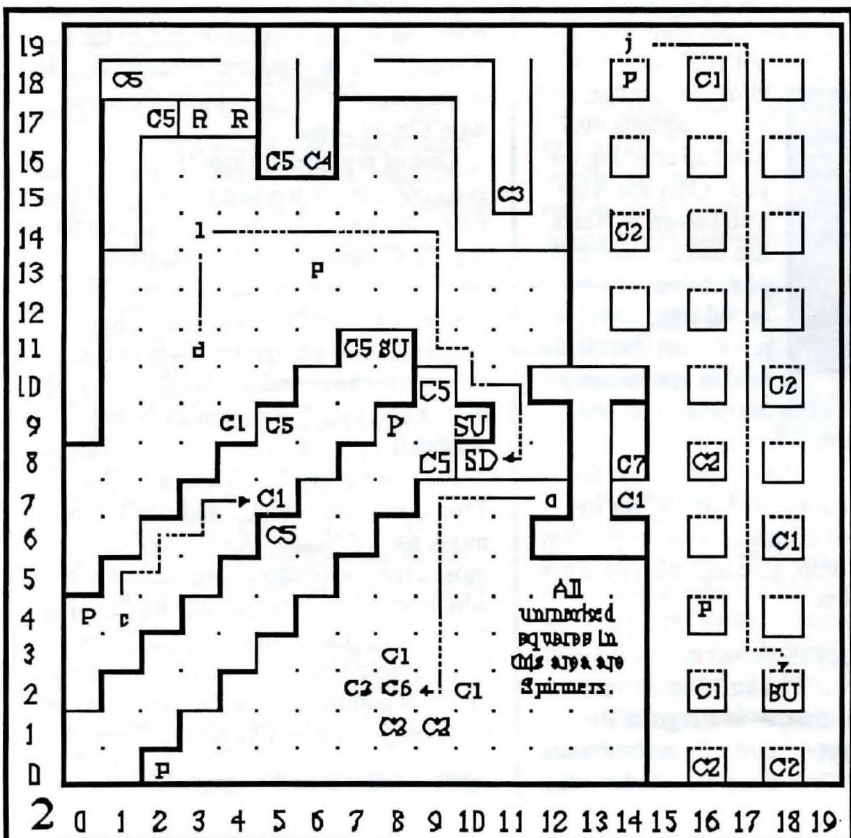 19 j
18 C6 P C1
17 C5 R R
16 C5 C4
15 C3
14 l C2
13 P
12
11 d C5 SU
10 C5 C2
9 C1 C5 P SU
8 C5 SD C7 C2
7 C1 a C1
6 C5 C1
5
4 P c P
All
unmarked
squares in
this area are
Spinners.
3 C1
2 C3 C6 C1 C1 SU
1 C2 C2
0 P C2 C2
2 0 1 2 3 4 5 6 7 8 9 10 11 12 13 14 15 16 17 18 19